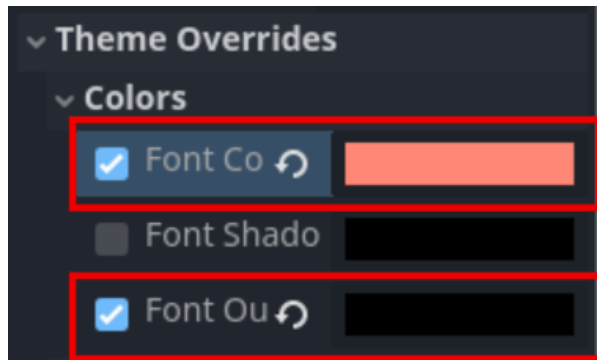 Theme Overrides
Colors
Font Co
Font Shado
Font Ou